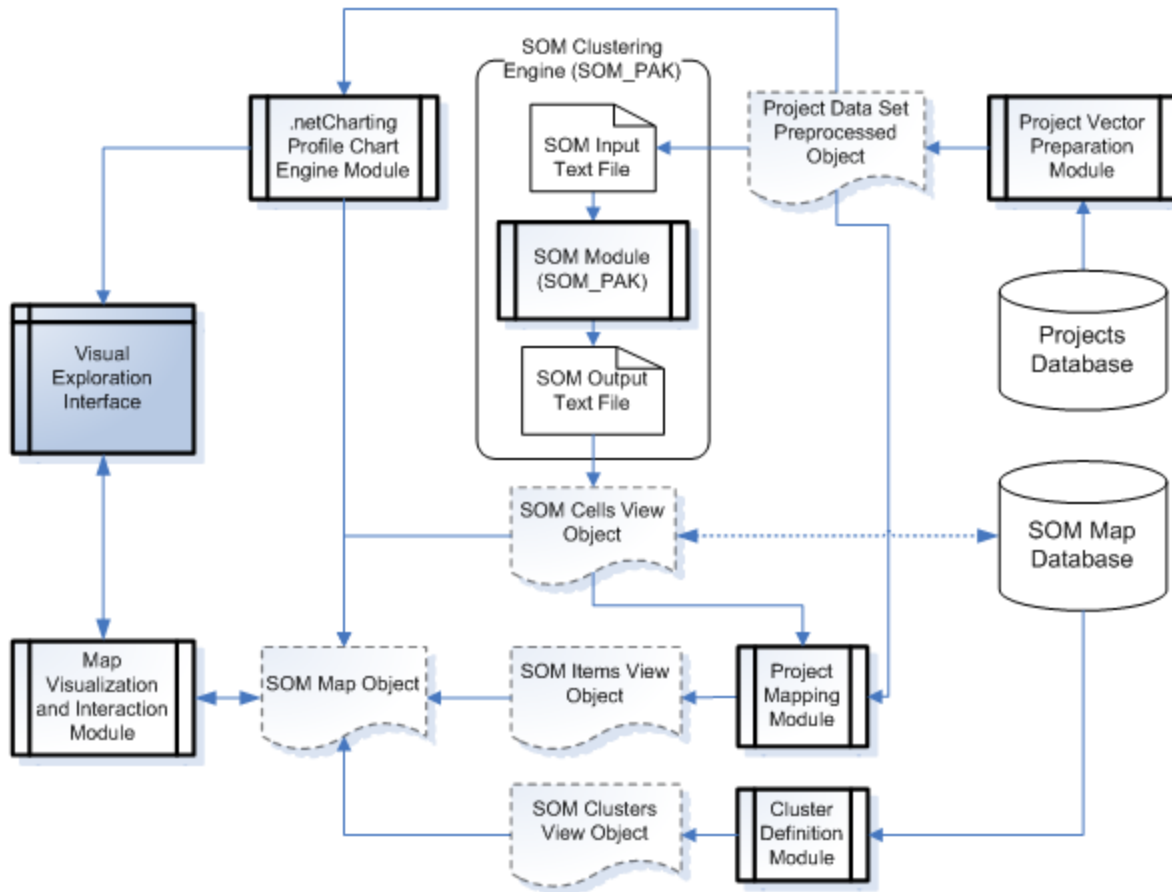 SOM Clustering
Engine (SOM_PAK)
.netCharting
Profile Chart
Engine Module
SOM Input
Text File
Project Data Set
Preprocessed
Object
Project Vector
Preparation
Module
SOM Module
(SOM_PAK)
Visual
Exploration
Interface
SOM Output
Text File
Projects
Database
SOM Cells View
Object
SOM Map
Database
Map
Visualization
and Interaction
Module
SOM Map Object
SOM Items View
Object
Project
Mapping
Module
SOM Clusters
View Object
Cluster
Definition
Module